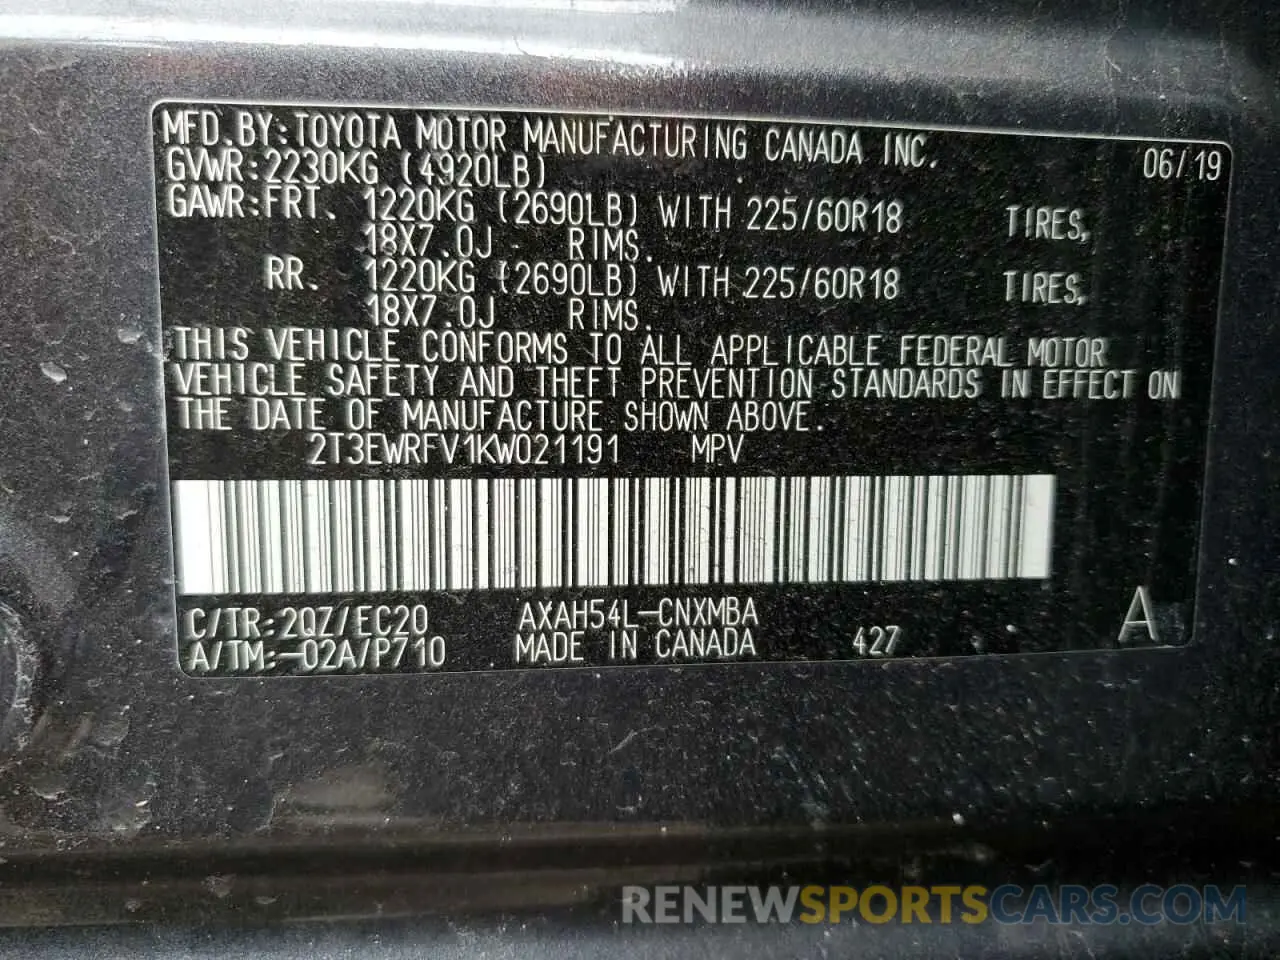 MFD.BY:TOYOTA MOTOR MANUFACTURING CANADA INC. 06/19
GVWR:2230KG (4920LB)
GAWR:FRT. 1220KG (2690LB) WITH 225/60R18 TIRES,
18X7.0J RIMS.
RR. 1220KG (2690LB) WITH 225/60R18 TIRES,
18X7.0J RIMS.
THIS VEHICLE CONFORMS TO ALL APPLICABLE FEDERAL MOTOR
VEHICLE SAFETY AND THEFT PREVENTION STANDARDS IN EFFECT ON
THE DATE OF MANUFACTURE SHOWN ABOVE.
2T3EWRFV1KW021191 MPV
C/TR:2QZ/EC20 AXAH54L-CNXMBA A
A/TM:-02A/P710 MADE IN CANADA 427
RENEWSPORTSCARS.COM